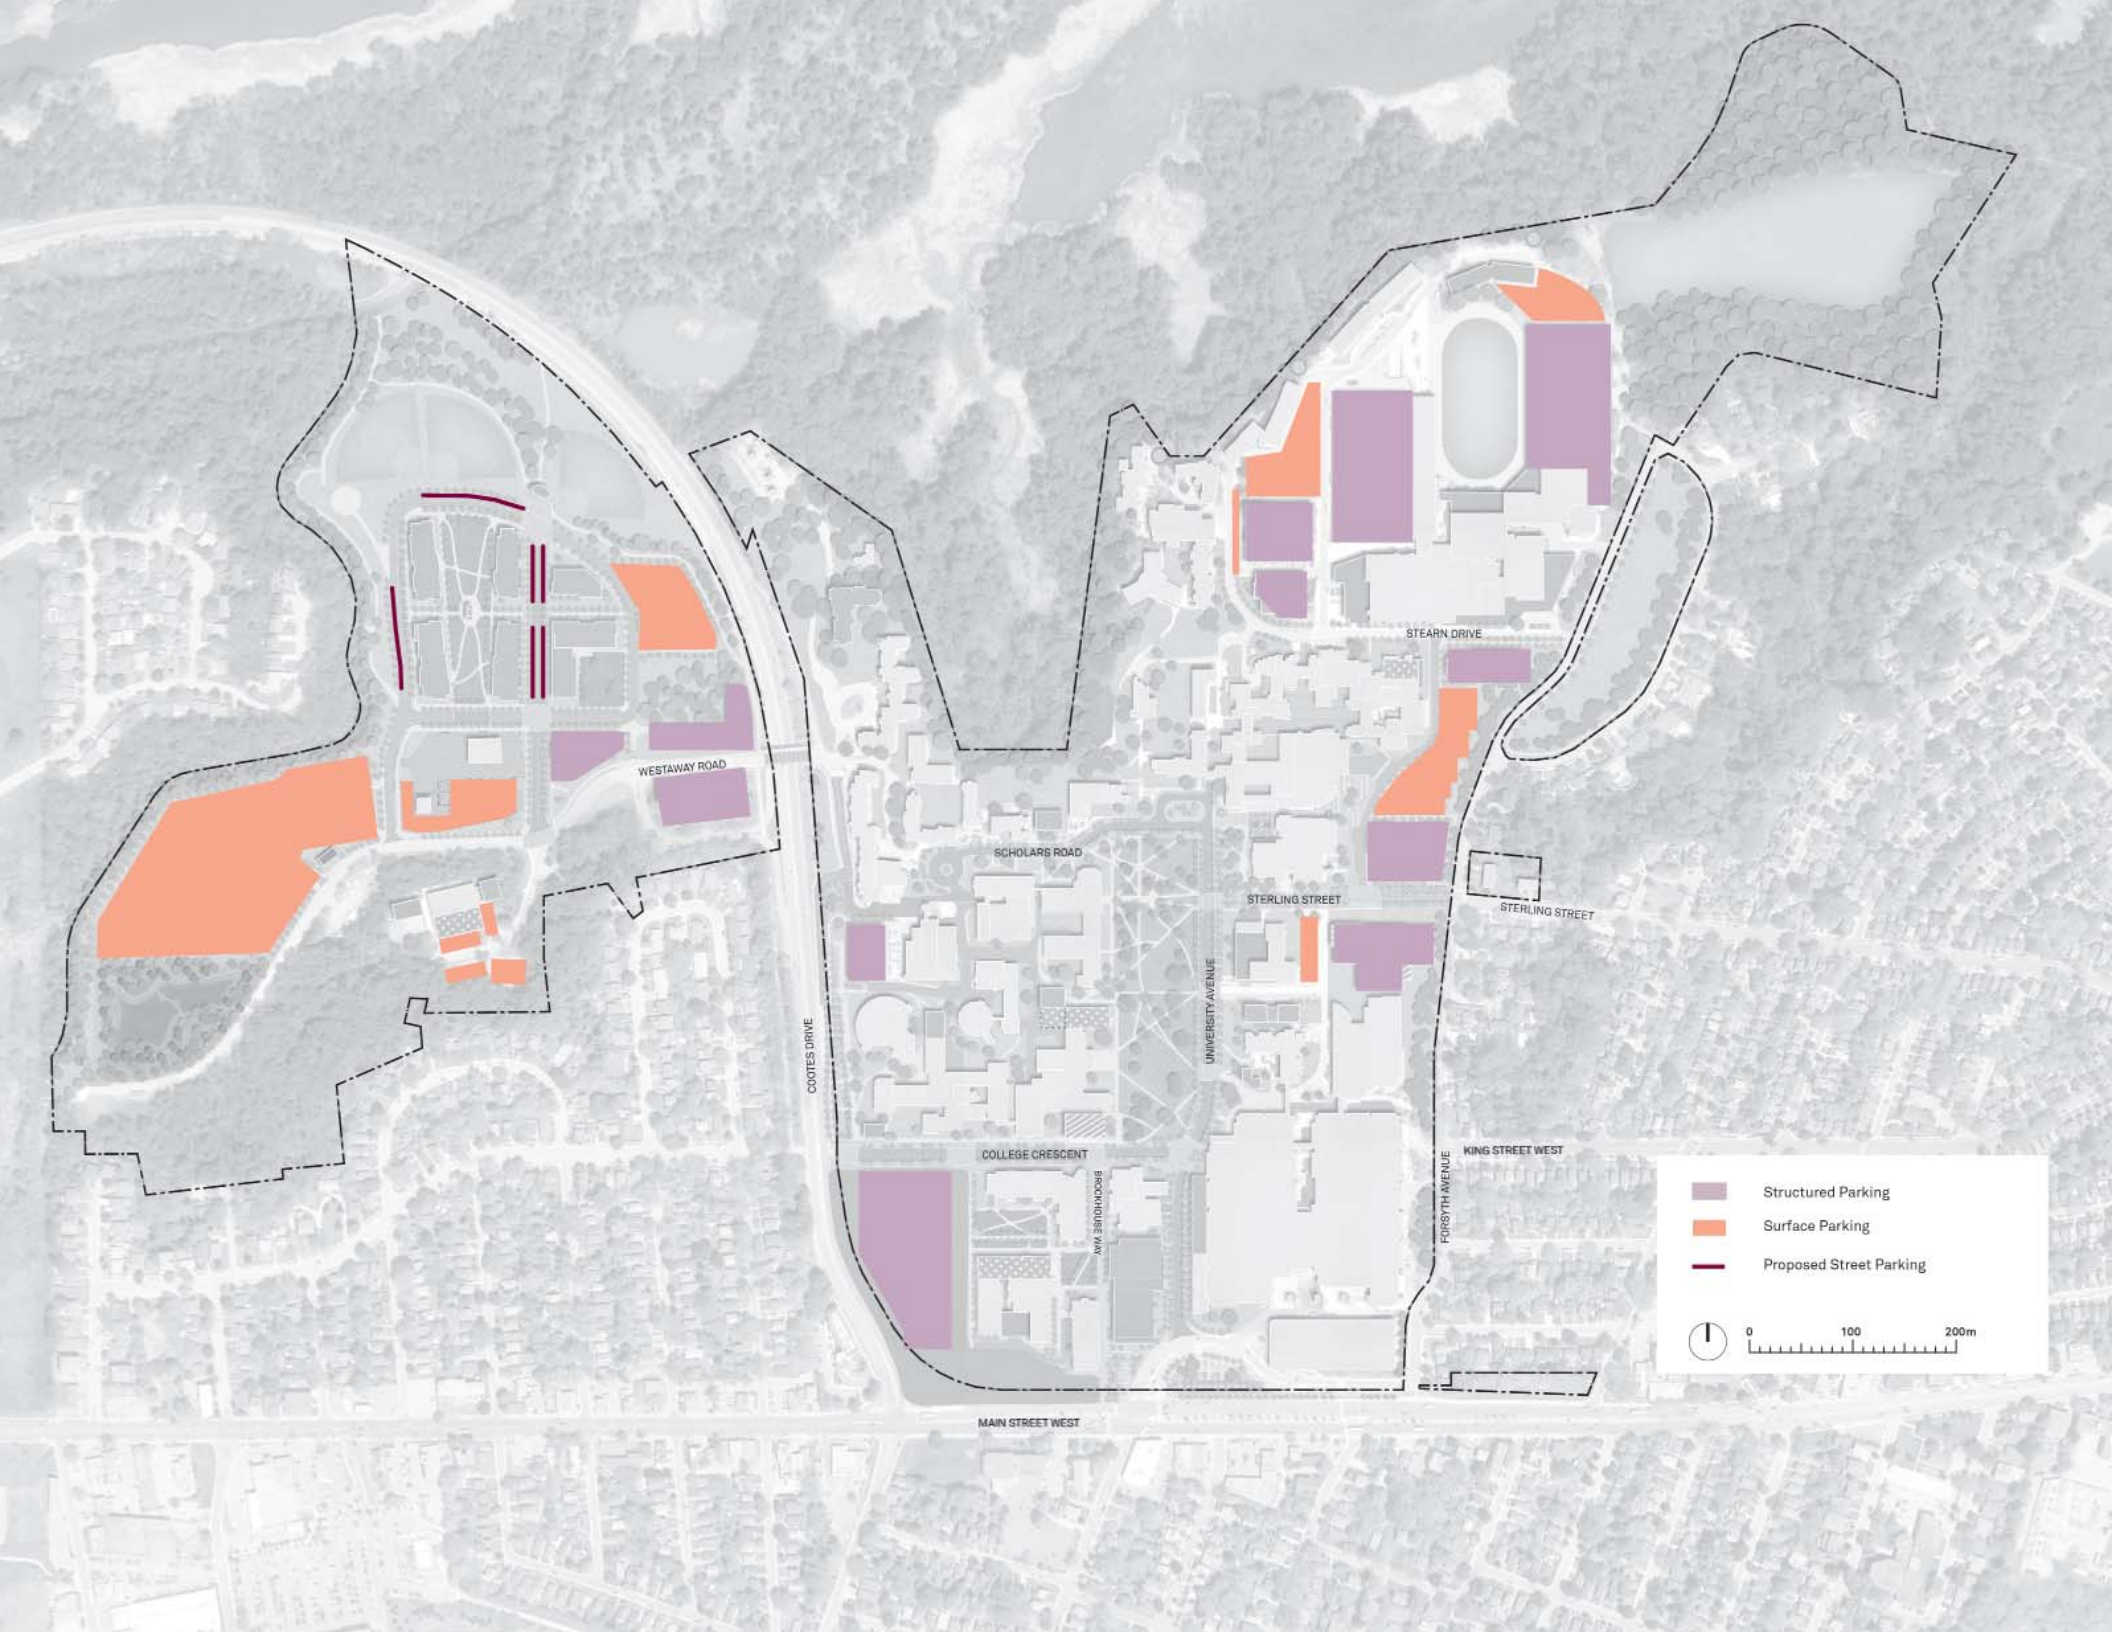 STEARN DRIVE
WESTAWAY ROAD
SCHOLARS ROAD
STERLING STREET
STERLING STREET
UNIVERSITY AVENUE
COOTES DRIVE
COLLEGE CRESCENT
BROCKHOUSE WAY
FORSYTH AVENUE
KING STREET WEST
MAIN STREET WEST
Structured Parking
Surface Parking
Proposed Street Parking
0 100 200m